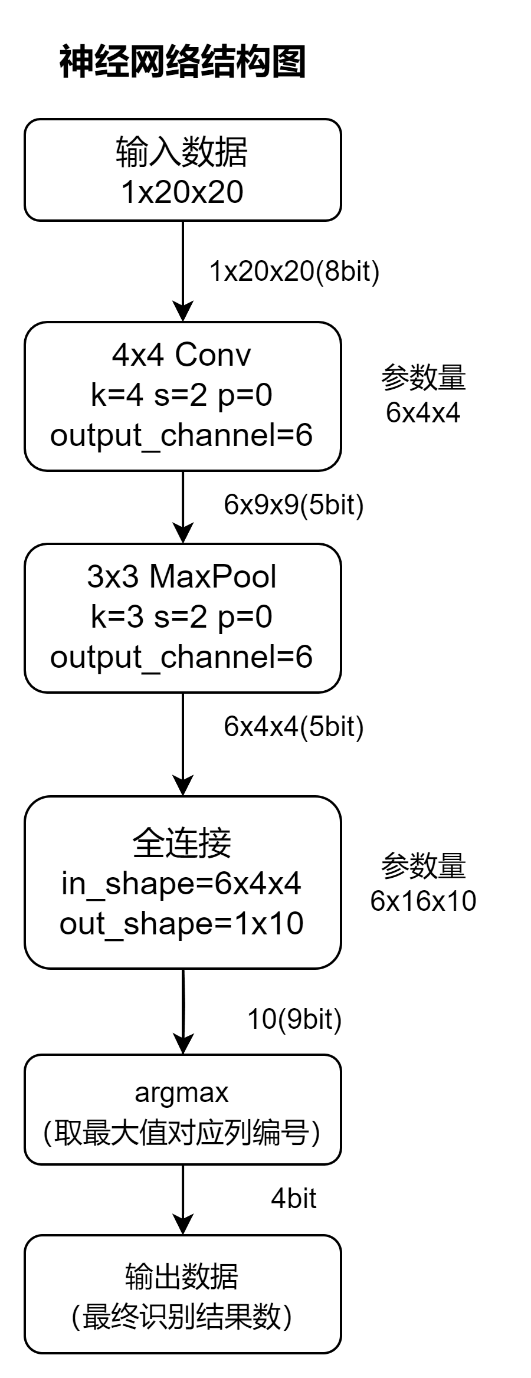 神经网络结构图
输入数据
1x20x20
1x20x20(8bit)
4x4 Conv
k=4 s=2 p=0
output_channel=6
参数量
6x4x4
6x9x9(5bit)
3x3 MaxPool
k=3 s=2 p=0
output_channel=6
6x4x4(5bit)
全连接
in_shape=6x4x4
out_shape=1x10
参数量
6x16x10
10(9bit)
argmax
（取最大值对应列编号）
4bit
输出数据
（最终识别结果数）